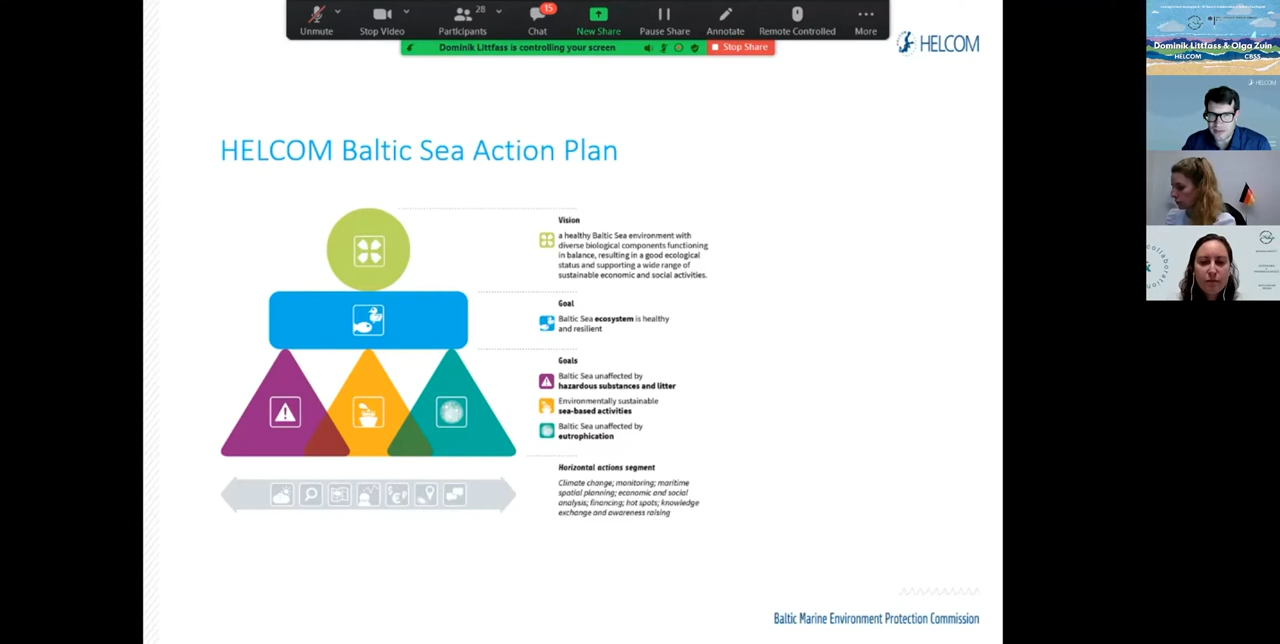 28
15
Unmute
Stop Video
Participants
Chat
New Share
Pause Share
Annotate
Remote Controlled
More
Dominik Littfass is controlling your screen
Stop Share
HELCOM
HELCOM Baltic Sea Action Plan
Vision
a healthy Baltic Sea environment with
diverse biological components functioning
in balance, resulting in a good ecological
status and supporting a wide range of
sustainable economic and social activities.
Goal
Baltic Sea ecosystem is healthy
and resilient
Goals
Baltic Sea unaffected by
hazardous substances and litter
Environmentally sustainable
sea-based activities
Baltic Sea unaffected by
eutrophication
Horizontal actions segment
Climate change; monitoring; maritime
spatial planning; economic and social
analysis; financing; hot spots; knowledge
exchange and awareness raising
Baltic Marine Environment Protection Commission
Dominik Littfass & Olga Zuin
HELCOM
CBSS
HELCOM